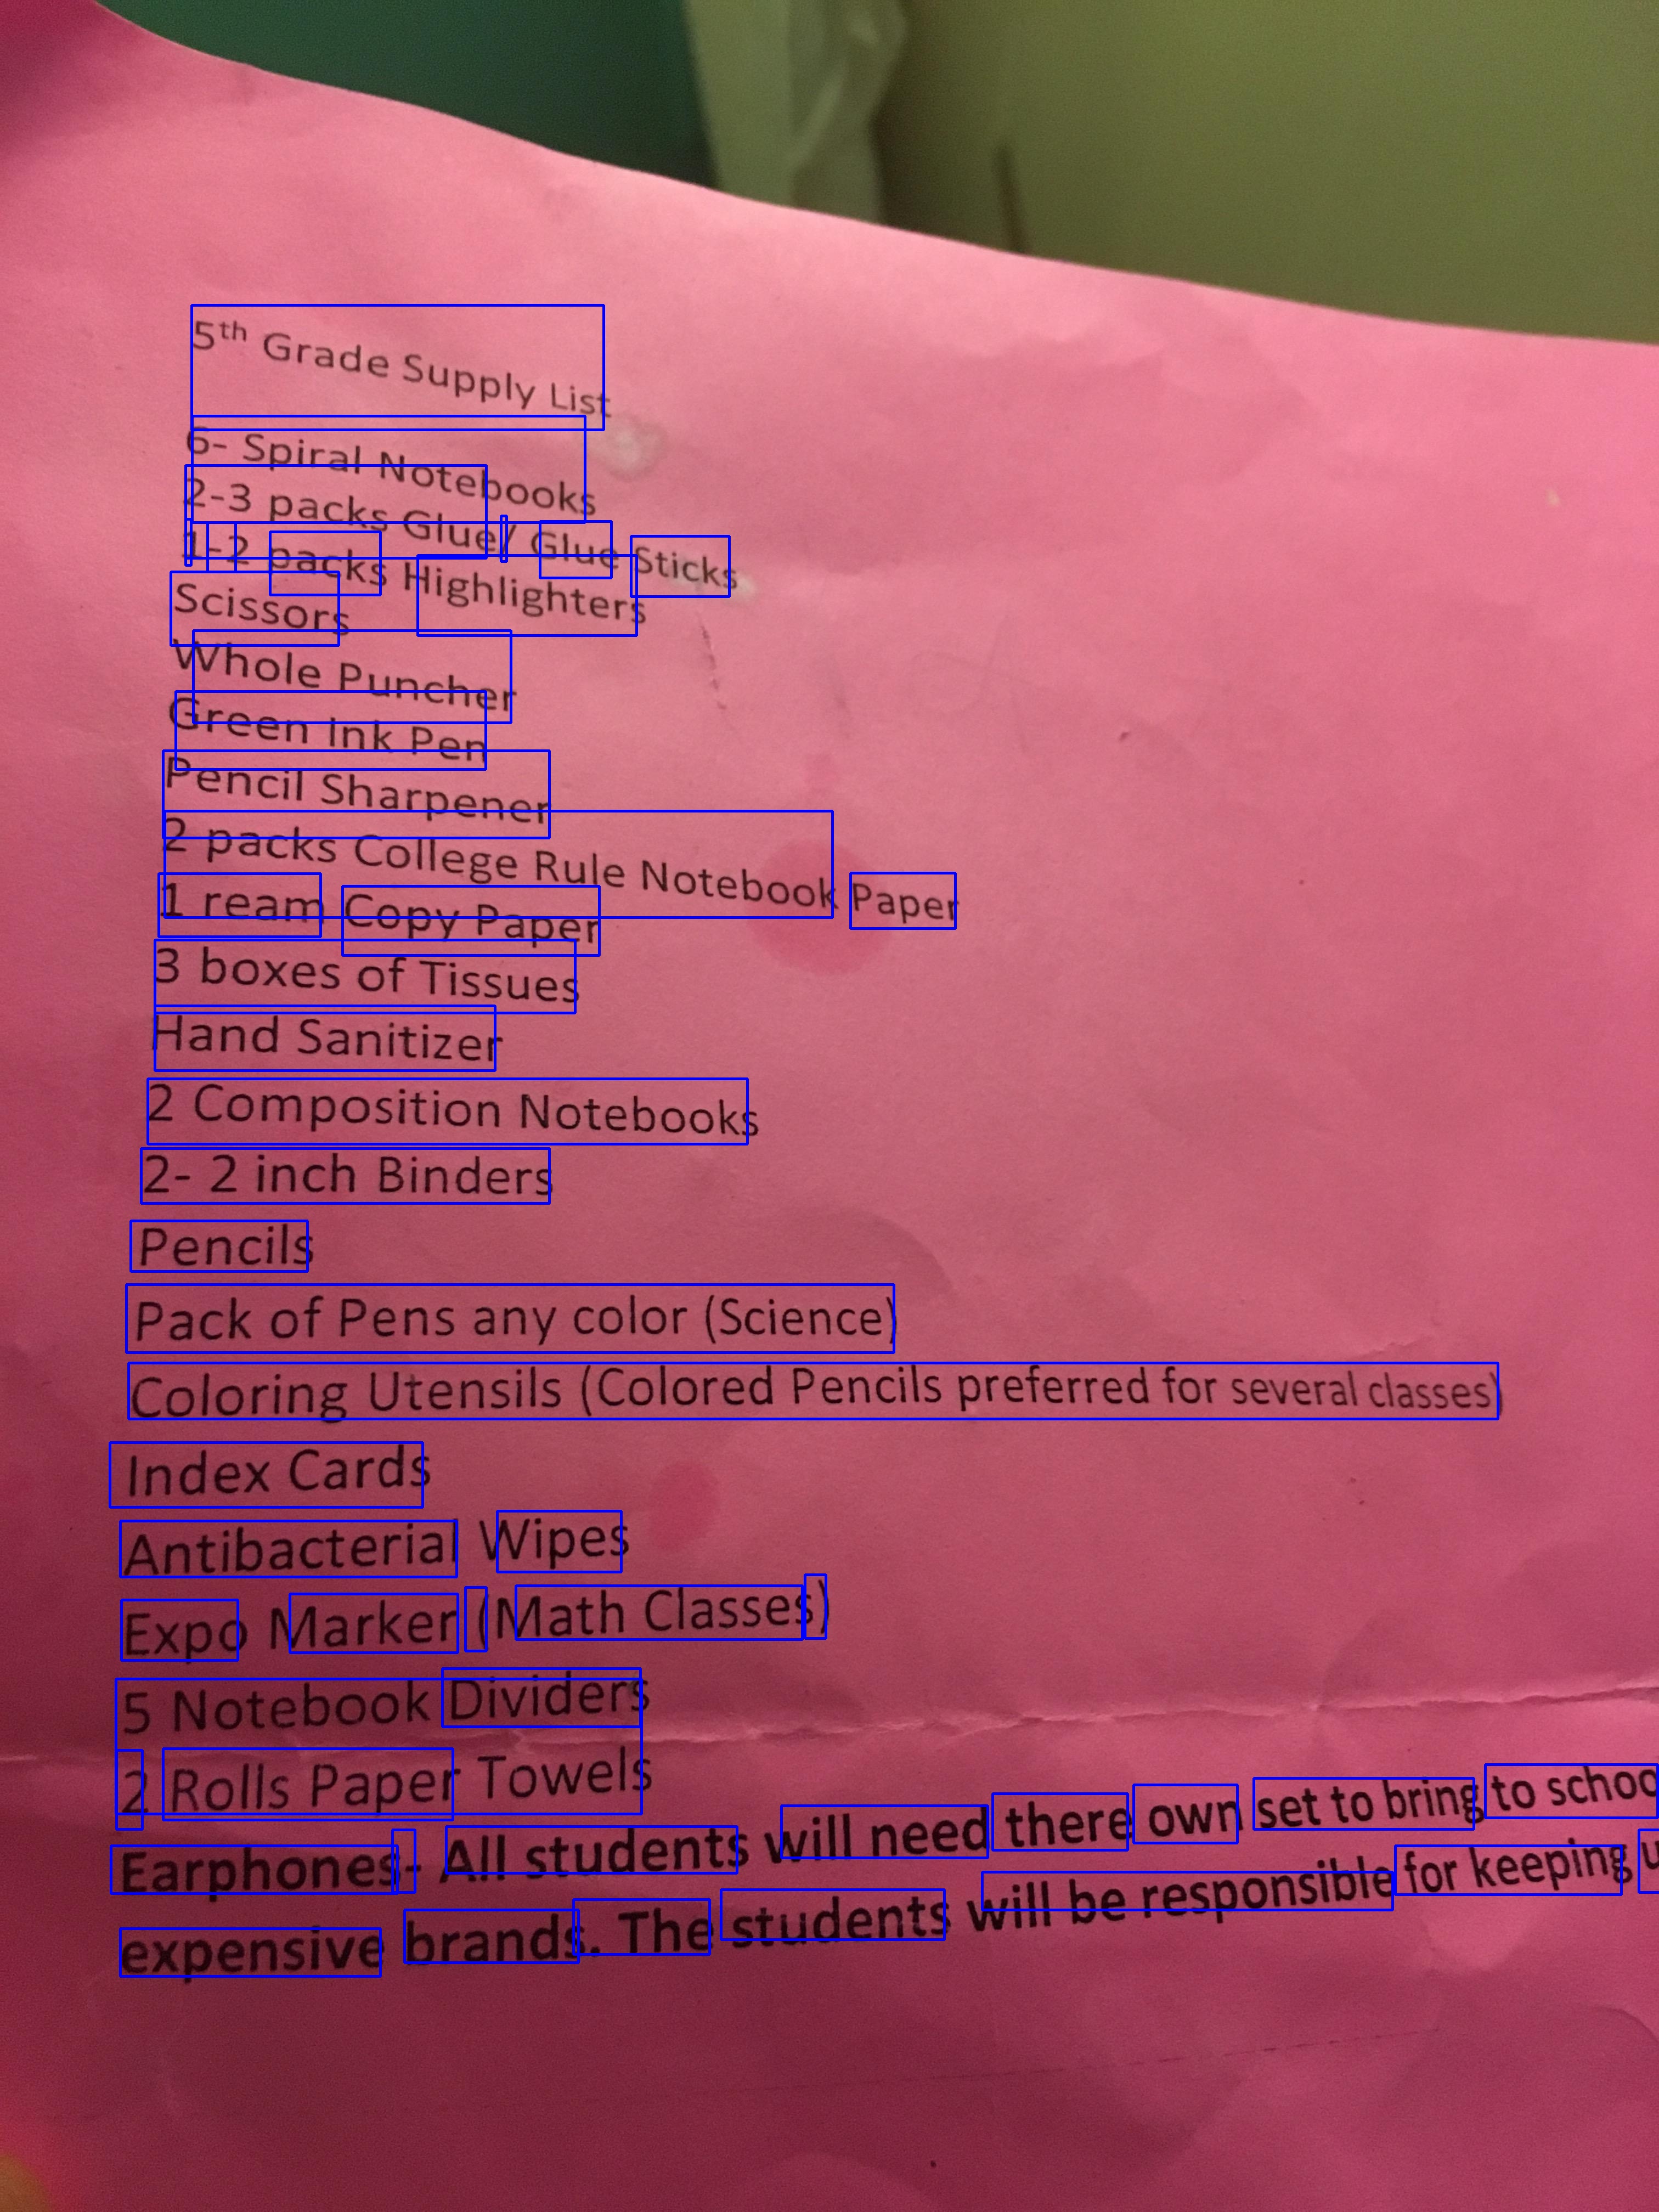 5th Grade Supply List
6- Spiral Notebooks
2-3 packs Glue/ Glue Sticks
1-2 packs Highlighters
Scissors
Whole Puncher
Green Ink Pen
Pencil Sharpener
2 packs College Rule Notebook Paper
1 ream Copy Paper
3 boxes of Tissues
Hand Sanitizer
2 Composition Notebooks
2- 2 inch Binders
Pencils
Pack of Pens any color (Science)
Coloring Utensils (Colored Pencils preferred for several classes)
Index Cards
Antibacterial Wipes
Expo Marker (Math Classes)
5 Notebook Dividers
2 Rolls Paper Towels
Earphones- All students will need there own set to bring to schoo
expensive brands. The students will be responsible for keeping